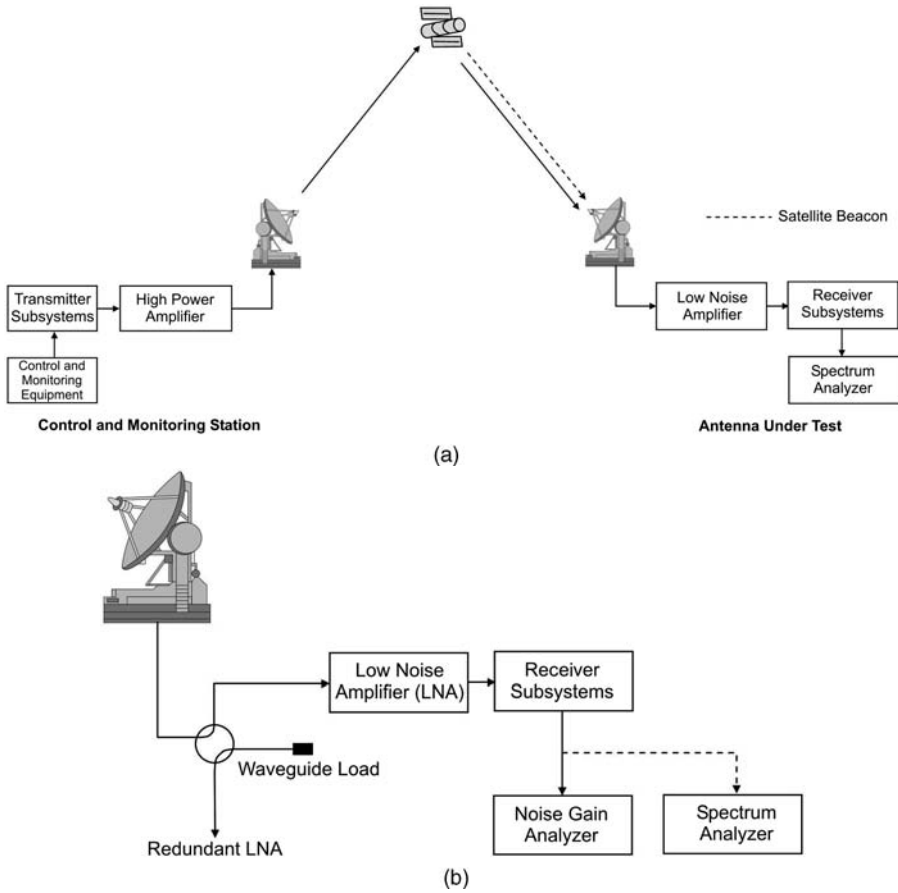 Satellite Beacon
Transmitter
Subsystems
High Power
Amplifier
Low Noise
Amplifier
Receiver
Subsystems
Control and
Monitoring
Equipment
Spectrum
Analyzer
Control and Monitoring Station
Antenna Under Test
(a)
Low Noise
Amplifier (LNA)
Receiver
Subsystems
Waveguide Load
Redundant LNA
Noise Gain
Analyzer
Spectrum
Analyzer
(b)